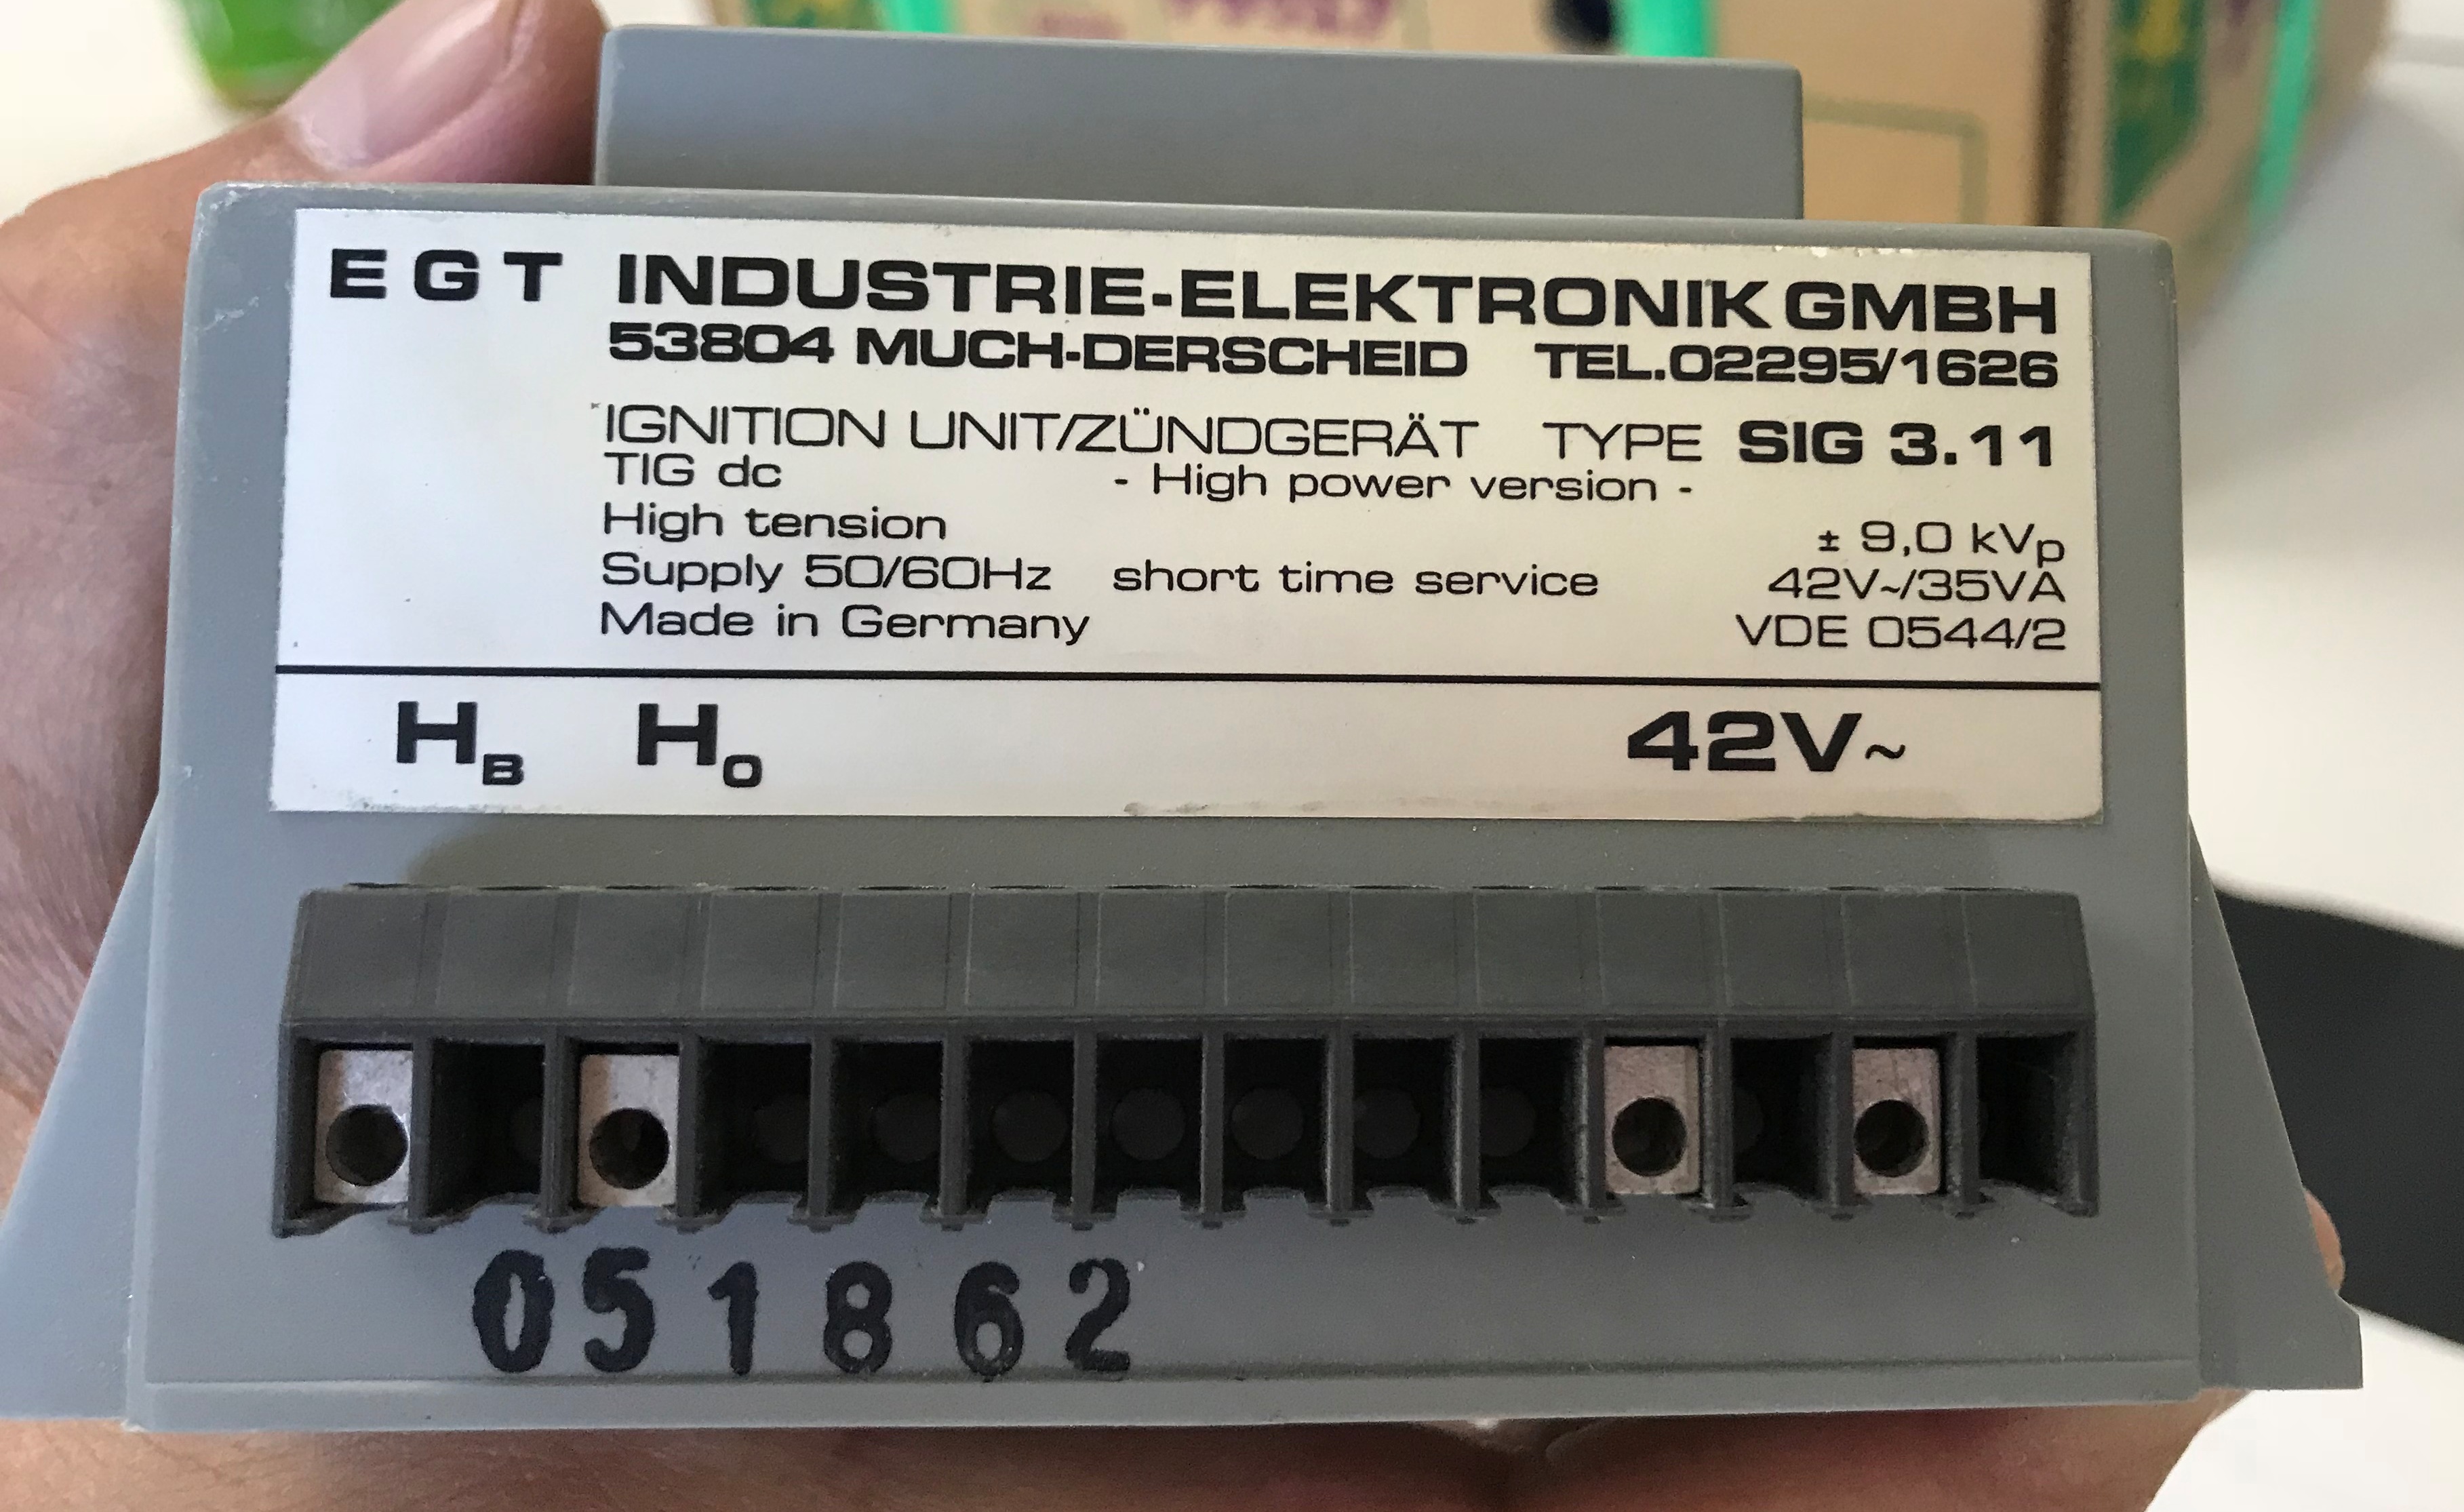 EGT INDUSTRIE-ELEKTRONIK GMBH
53804 MUCH-DERSCHEID TEL.02295/1626
IGNITION UNIT/ZÜNDGERÄT TYPE SIG 3.11
TIG dc - High power version -
High tension ± 9,0 kVp
Supply 50/60Hz short time service 42V~/35VA
Made in Germany VDE 0544/2
HB HO 42V~
051862